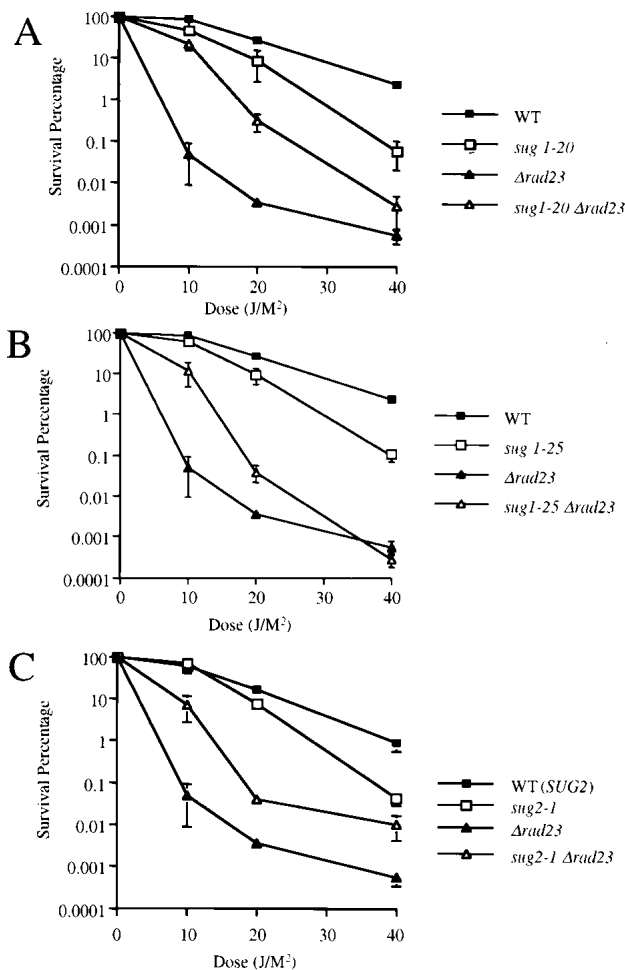 A
Survival Percentage
100
10
1
0.1
0.01
0.001
0.0001
0
10
20
30
40
Dose (J/M²)
WT
sug 1-20
Δrad23
sug1-20 Δrad23
B
Survival Percentage
100
10
1
0.1
0.01
0.001
0.0001
0
10
20
30
40
Dose (J/M²)
WT
sug 1-25
Δrad23
sug1-25 Δrad23
C
Survival Percentage
100
10
1
0.1
0.01
0.001
0.0001
0
10
20
30
40
Dose (J/M²)
WT (SUG2)
sug2-1
Δrad23
sug2-1 Δrad23